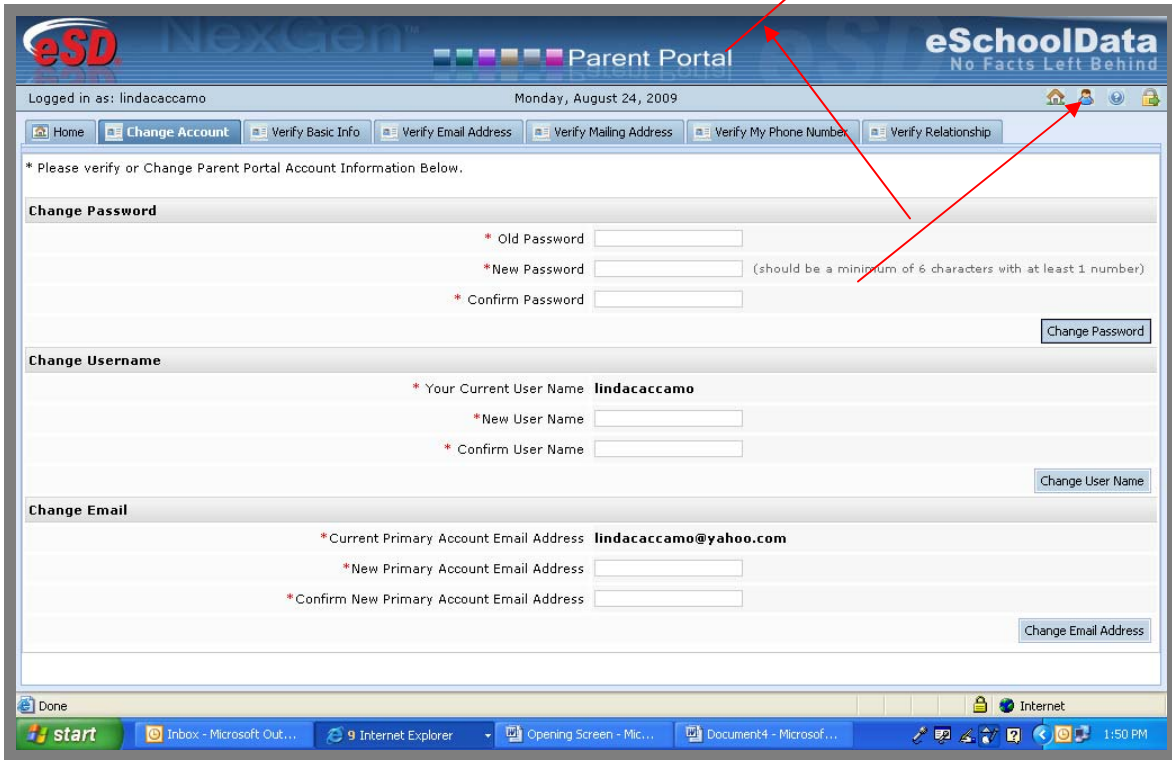 eSD
NexGen™
Parent Portal
eSchoolData
No Facts Left Behind
Logged in as: lindacaccamo
Monday, August 24, 2009
Home
Change Account
Verify Basic Info
Verify Email Address
Verify Mailing Address
Verify My Phone Number
Verify Relationship
* Please verify or Change Parent Portal Account Information Below.
Change Password
* Old Password
*New Password (should be a minimum of 6 characters with at least 1 number)
* Confirm Password
Change Password
Change Username
* Your Current User Name lindacaccamo
*New User Name
* Confirm User Name
Change User Name
Change Email
*Current Primary Account Email Address lindacaccamo@yahoo.com
*New Primary Account Email Address
*Confirm New Primary Account Email Address
Change Email Address
Done
Internet
start
Inbox - Microsoft Out...
9 Internet Explorer
Opening Screen - Mic...
Document4 - Microsof...
1:50 PM